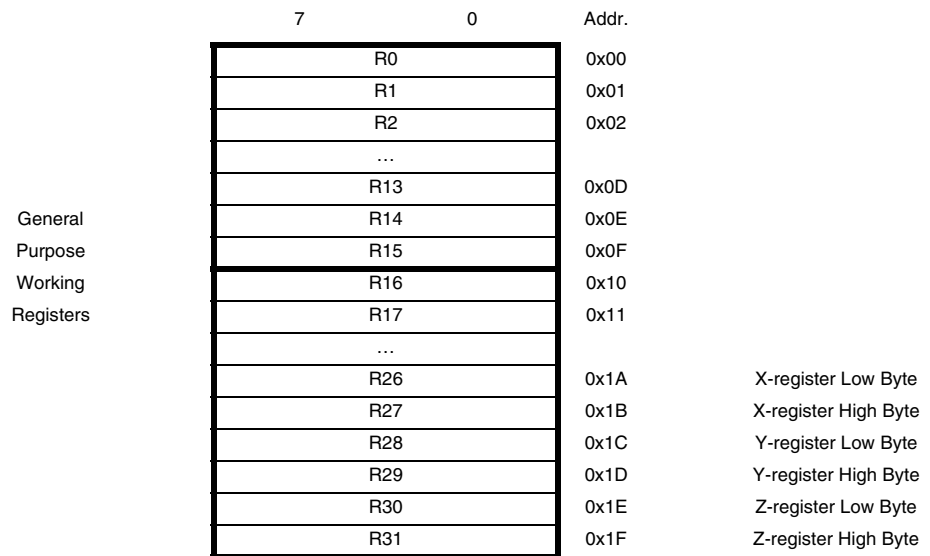 7 0 Addr.
R0 0x00
R1 0x01
R2 0x02
…
R13 0x0D
General R14 0x0E
Purpose R15 0x0F
Working R16 0x10
Registers R17 0x11
…
R26 0x1A X-register Low Byte
R27 0x1B X-register High Byte
R28 0x1C Y-register Low Byte
R29 0x1D Y-register High Byte
R30 0x1E Z-register Low Byte
R31 0x1F Z-register High Byte